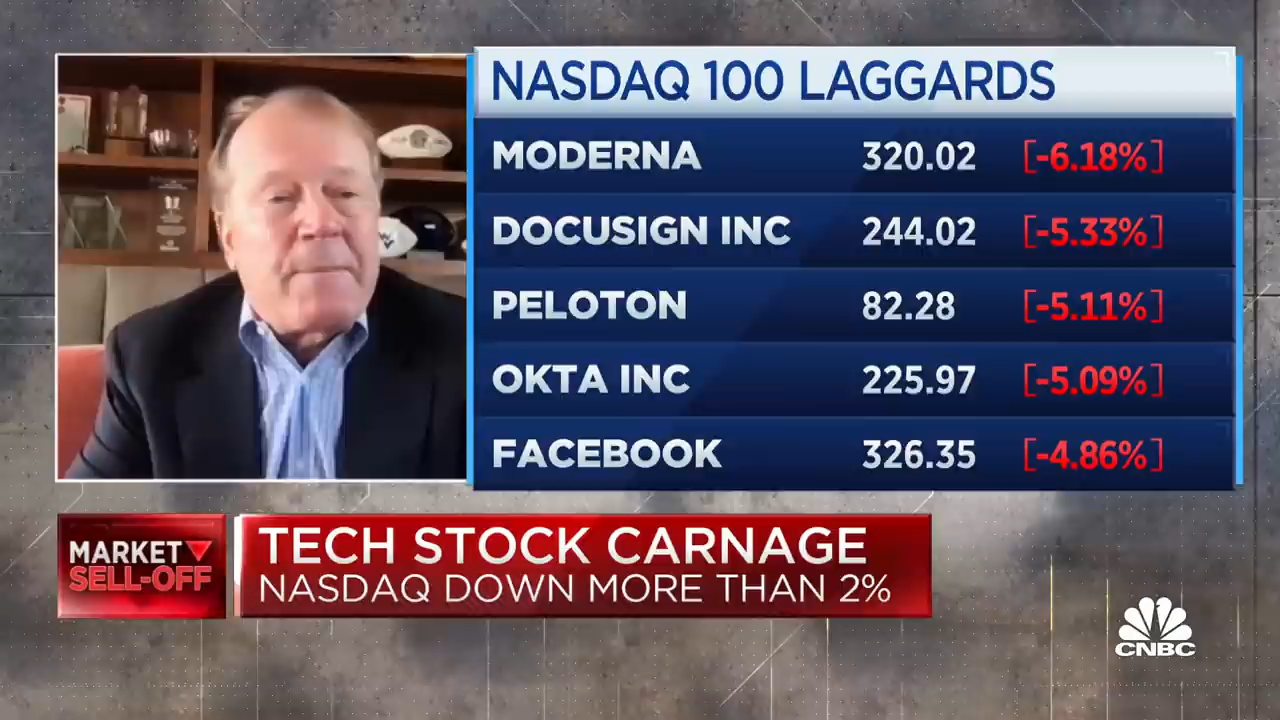 NASDAQ 100 LAGGARDS
MODERNA 320.02 [-6.18%]
DOCUSIGN INC 244.02 [-5.33%]
PELOTON 82.28 [-5.11%]
OKTA INC 225.97 [-5.09%]
FACEBOOK 326.35 [-4.86%]
MARKET
SELL-OFF
TECH STOCK CARNAGE
NASDAQ DOWN MORE THAN 2%
CNBC